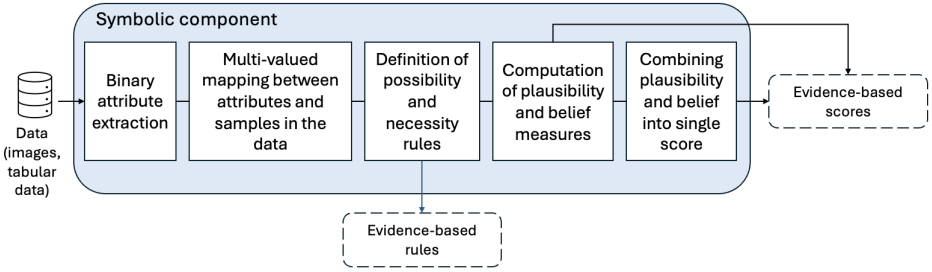 Symbolic component
Binary
attribute
extraction
Multi-valued
mapping between
attributes and
samples in the
data
Definition of
possibility
and
necessity
rules
Computation
of plausibility
and belief
measures
Combining
plausibility
and belief
into single
score
Evidence-based
scores
Data
(images,
tabular
data)
Evidence-based
rules